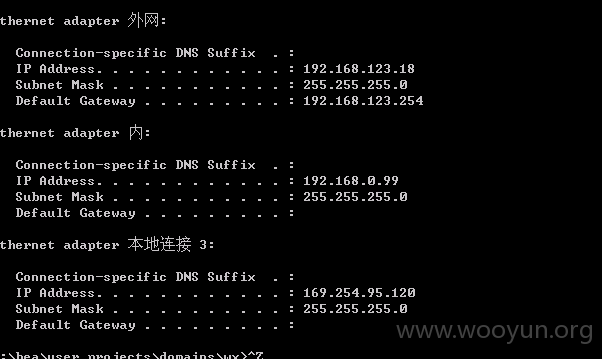 thernet adapter 外网:
Connection-specific DNS Suffix . :
IP Address. . . . . . . . . . . . : 192.168.123.18
Subnet Mask . . . . . . . . . . . : 255.255.255.0
Default Gateway . . . . . . . . . : 192.168.123.254
thernet adapter 内:
Connection-specific DNS Suffix . :
IP Address. . . . . . . . . . . . : 192.168.0.99
Subnet Mask . . . . . . . . . . . : 255.255.255.0
Default Gateway . . . . . . . . . :
thernet adapter 本地连接 3:
Connection-specific DNS Suffix . :
IP Address. . . . . . . . . . . . : 169.254.95.120
Subnet Mask . . . . . . . . . . . : 255.255.255.0
www.wooyun.org
:\bea\user_projects\domains\wx>^Z